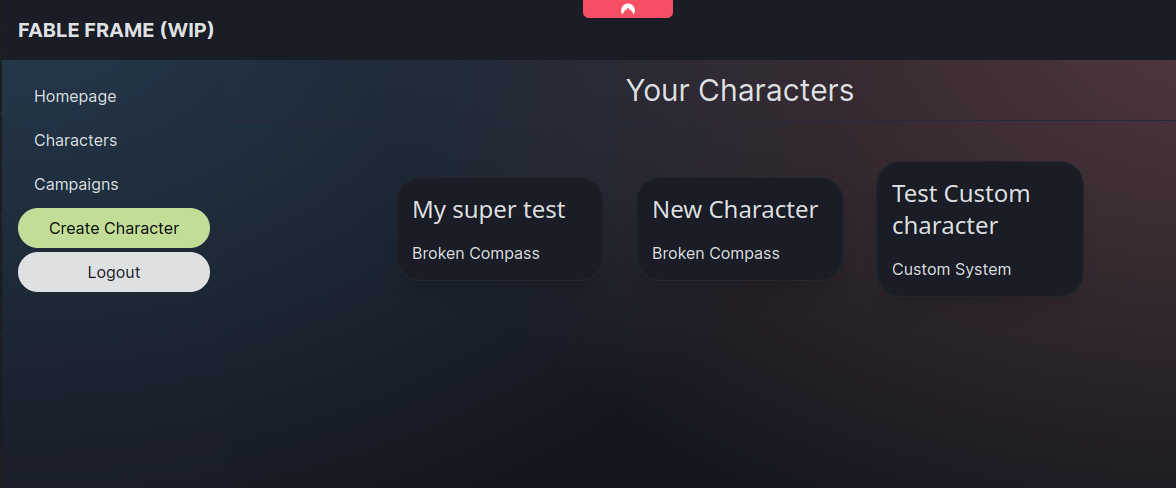 FABLE FRAME (WIP)
Homepage
Characters
Campaigns
Create Character
Logout
Your Characters
My super test
Broken Compass
New Character
Broken Compass
Test Custom
character
Custom System